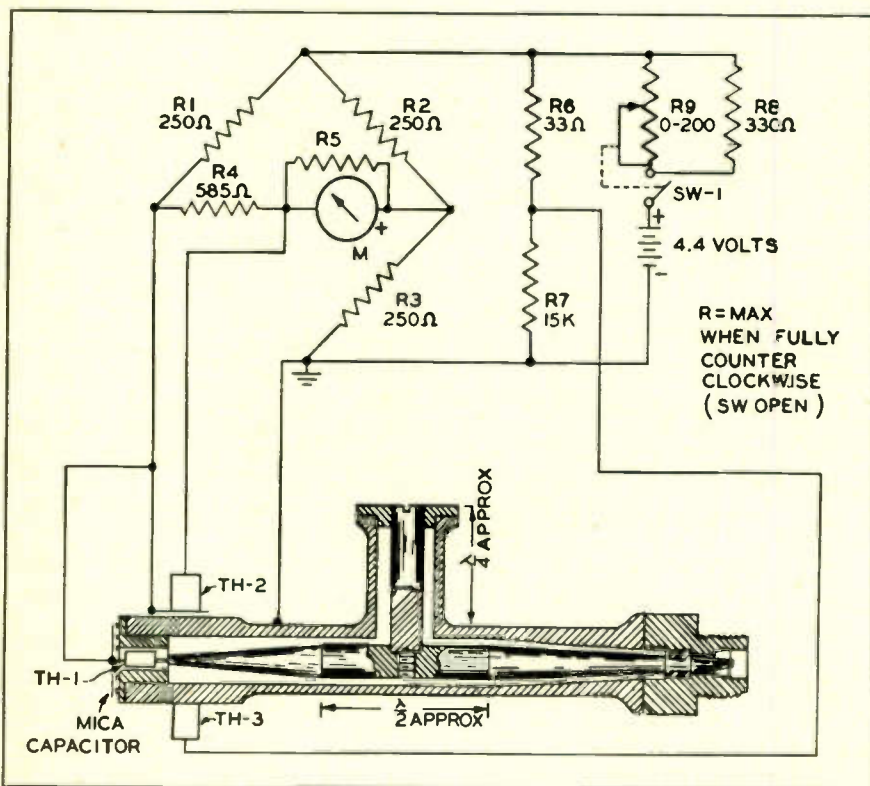 R1
250Ω
R2
250Ω
R4
585Ω
R5
M
+
R3
250Ω
R6
33Ω
R7
15K
R9
0-200
R8
330Ω
SW-1
+
4.4 VOLTS
-
R=MAX
WHEN FULLY
COUNTER
CLOCKWISE
(SW OPEN)
λ/4 APPROX
TH-2
TH-1
MICA
CAPACITOR
TH-3
λ/2 APPROX